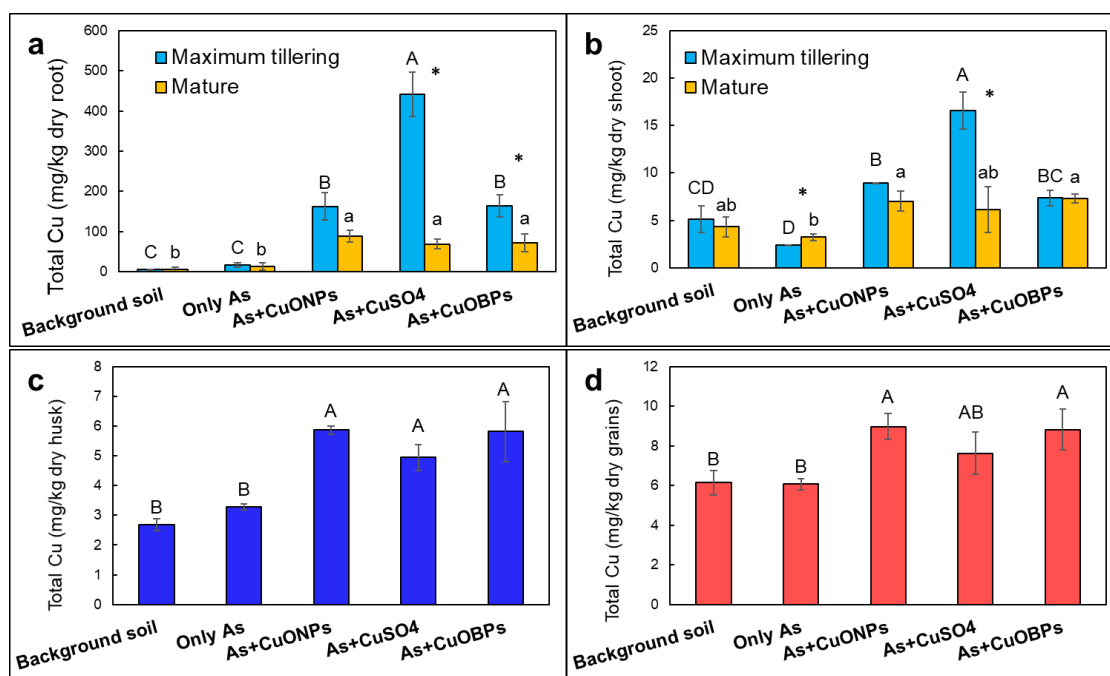 a
Total Cu (mg/kg dry root)
600
500
400
300
200
100
0
Maximum tillering
Mature
C b
C b
B a
A * a
B * a
Background soil
Only As
As+CuONPs
As+CuSO4
As+CuOBPs
b
Total Cu (mg/kg dry shoot)
25
20
15
10
5
0
Maximum tillering
Mature
CD ab
D * b
B a
A * ab
BC a
Background soil
Only As
As+CuONPs
As+CuSO4
As+CuOBPs
c
Total Cu (mg/kg dry husk)
8
7
6
5
4
3
2
1
0
B
B
A
A
A
Background soil
Only As
As+CuONPs
As+CuSO4
As+CuOBPs
d
Total Cu (mg/kg dry grains)
12
10
8
6
4
2
0
B
B
A
AB
A
Background soil
Only As
As+CuONPs
As+CuSO4
As+CuOBPs